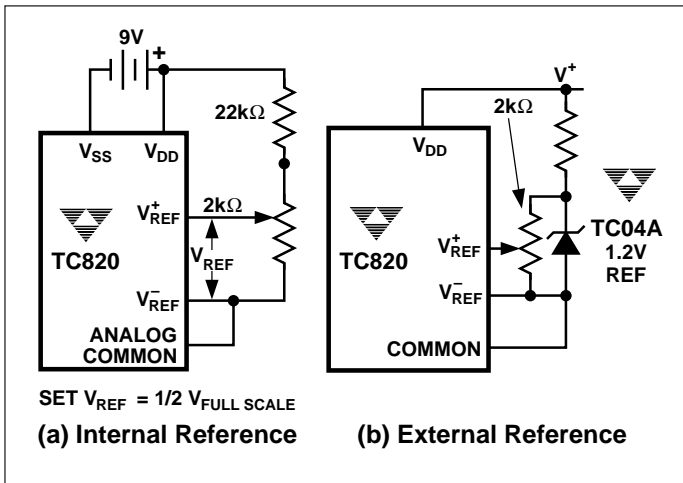 9V
+
22kΩ
VSS
VDD
V+REF
2kΩ
VREF
TC820
V–REF
ANALOG
COMMON
SET VREF = 1/2 VFULL SCALE
(a) Internal Reference
V+
2kΩ
VDD
TC04A
1.2V
REF
TC820
V+REF
V–REF
COMMON
(b) External Reference